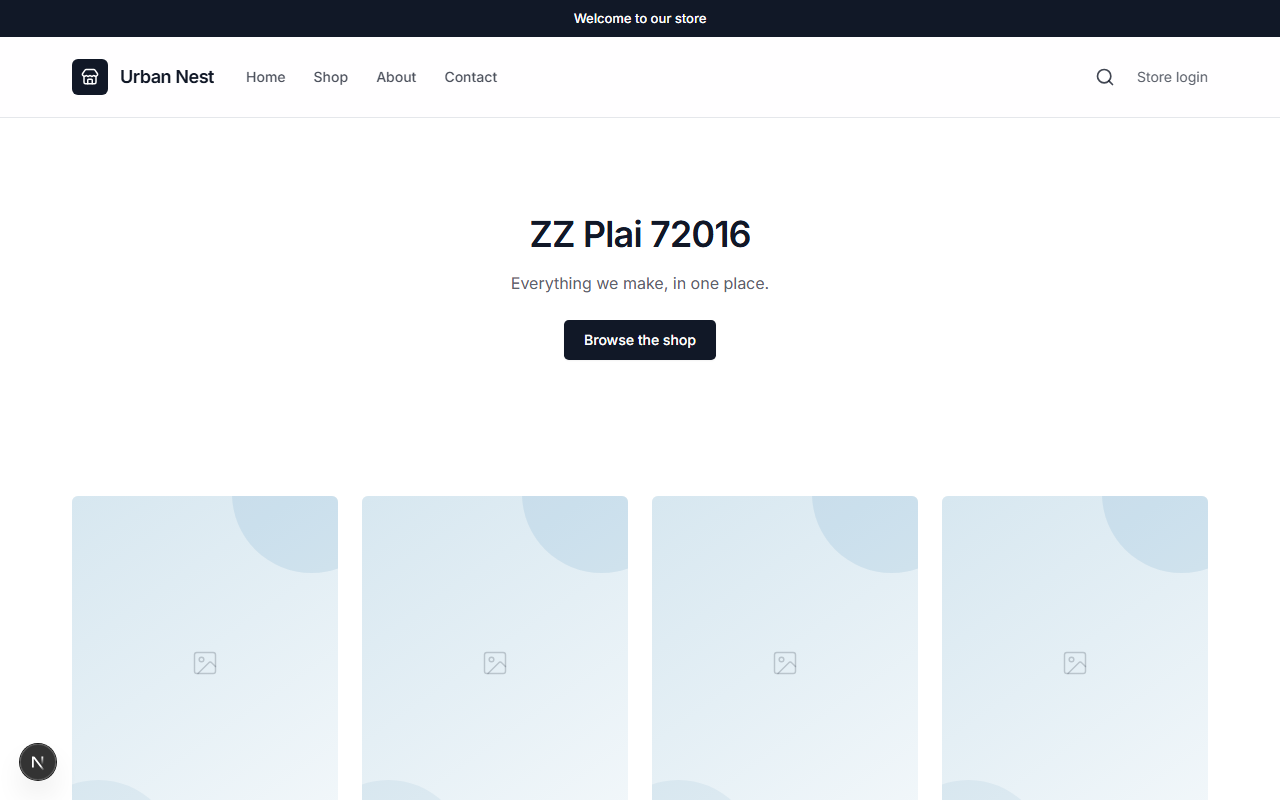 Welcome to our store
Urban Nest
Home
Shop
About
Contact
Store login
ZZ Plai 72016
Everything we make, in one place.
Browse the shop
N